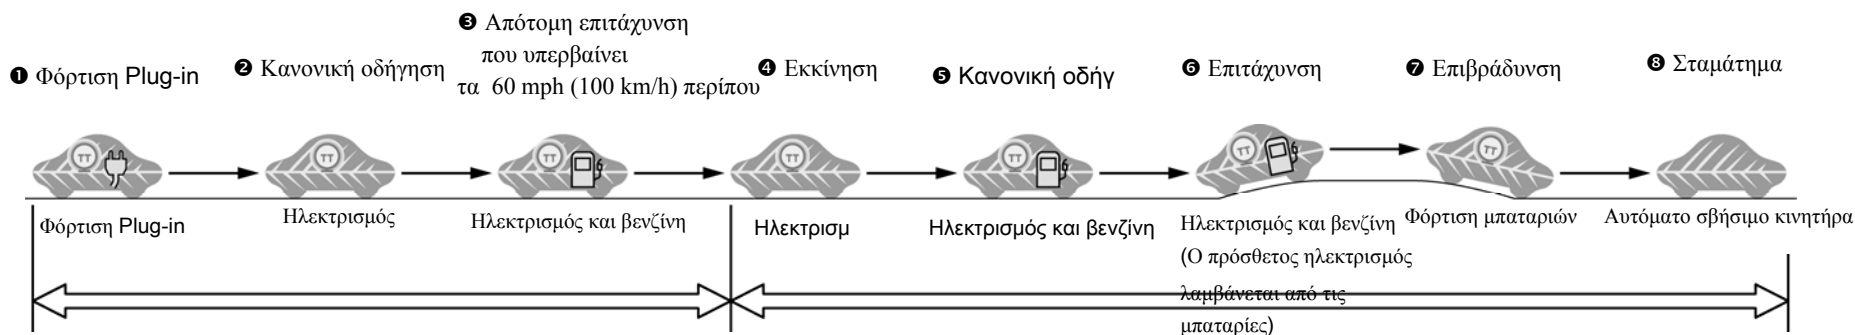 ❶ Φόρτιση Plug-in
❷ Κανονική οδήγηση
❸ Απότομη επιτάχυνση
που υπερβαίνει
τα 60 mph (100 km/h) περίπου
❹ Εκκίνηση
❺ Κανονική οδήγ
❻ Επιτάχυνση
❼ Επιβράδυνση
❽ Σταμάτημα
Φόρτιση Plug-in
Ηλεκτρισμός
Ηλεκτρισμός και βενζίνη
Ηλεκτρισμ
Ηλεκτρισμός και βενζίνη
Ηλεκτρισμός και βενζίνη
(Ο πρόσθετος ηλεκτρισμός
λαμβάνεται από τις
μπαταρίες)
Φόρτιση μπαταριών
Αυτόματο σβήσιμο κινητήρα